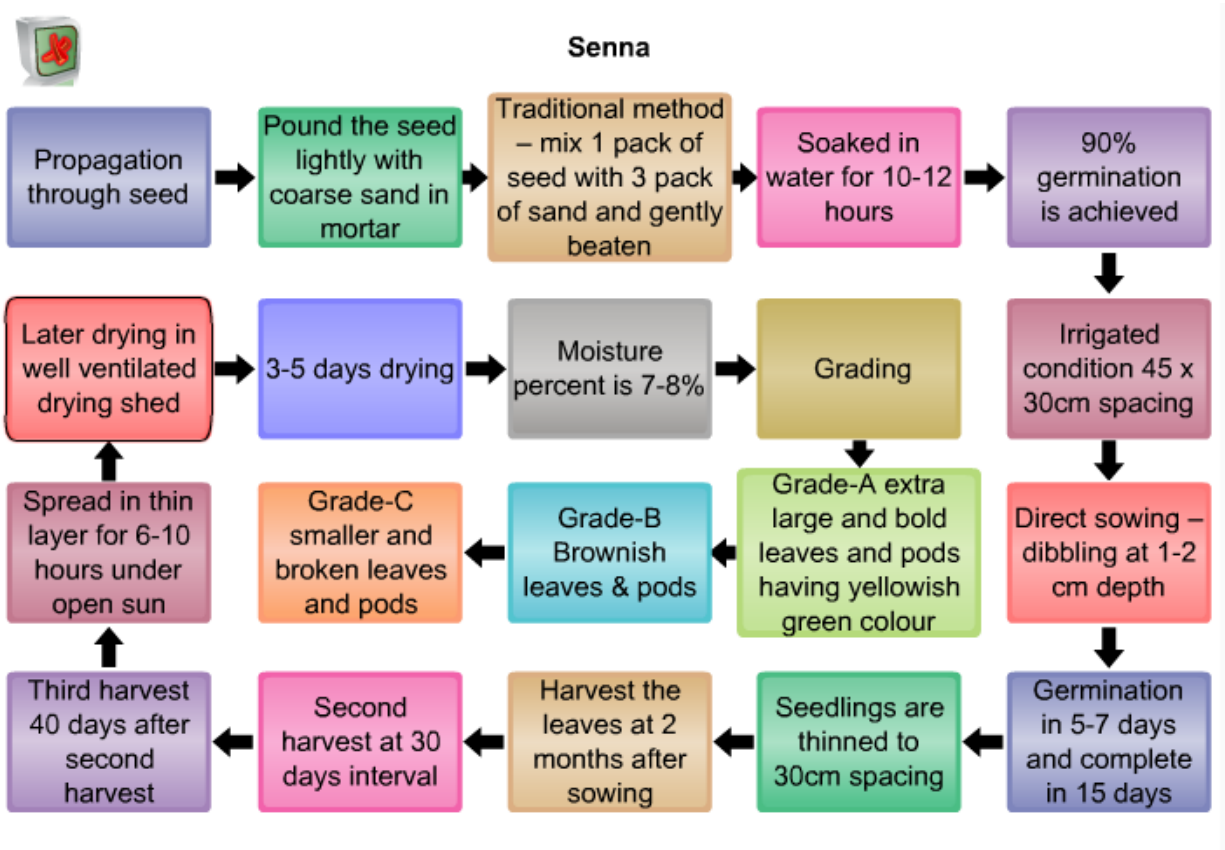 Senna
Propagation
through seed
Pound the seed
lightly with
coarse sand in
mortar
Traditional method
– mix 1 pack of
seed with 3 pack
of sand and gently
beaten
Soaked in
water for 10-12
hours
90%
germination
is achieved
Irrigated
condition 45 x
30cm spacing
Direct sowing –
dibbling at 1-2
cm depth
Germination
in 5-7 days
and complete
in 15 days
Seedlings are
thinned to
30cm spacing
Harvest the
leaves at 2
months after
sowing
Second
harvest at 30
days interval
Third harvest
40 days after
second
harvest
Spread in thin
layer for 6-10
hours under
open sun
Later drying in
well ventilated
drying shed
3-5 days drying
Moisture
percent is 7-8%
Grading
Grade-A extra
large and bold
leaves and pods
having yellowish
green colour
Grade-B
Brownish
leaves & pods
Grade-C
smaller and
broken leaves
and pods